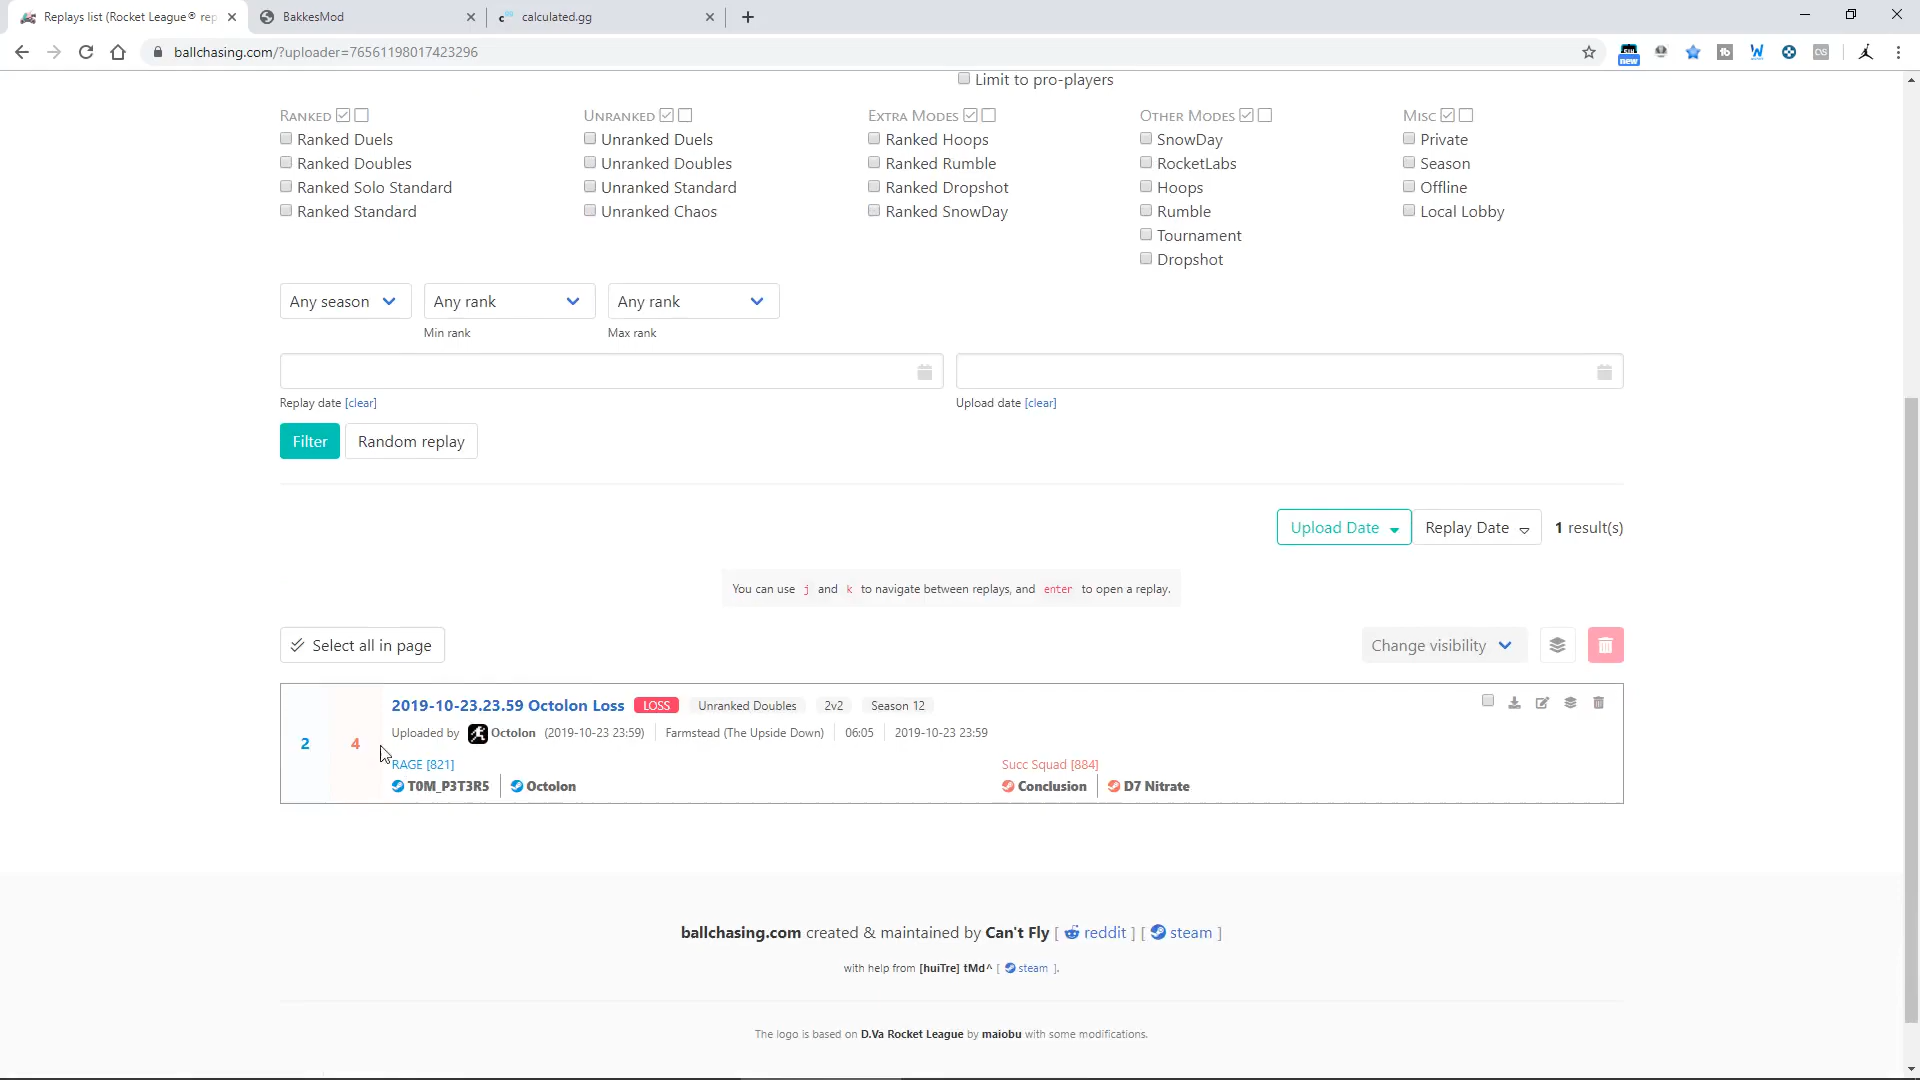 Replays list (Rocket League® rep
BakkesMod
calculated.gg
ballchasing.com/?uploader=76561198017423296
new
Limit to pro-players
Ranked
Ranked Duels
Ranked Doubles
Ranked Solo Standard
Ranked Standard
Unranked
Unranked Duels
Unranked Doubles
Unranked Standard
Unranked Chaos
Extra Modes
Ranked Hoops
Ranked Rumble
Ranked Dropshot
Ranked SnowDay
Other Modes
SnowDay
RocketLabs
Hoops
Rumble
Tournament
Dropshot
Misc
Private
Season
Offline
Local Lobby
Any season
Any rank
Any rank
Min rank
Max rank
Replay date [clear]
Upload date [clear]
Filter
Random replay
Upload Date
Replay Date
1 result(s)
You can use j and k to navigate between replays, and enter to open a replay.
Select all in page
Change visibility
2
4
2019-10-23.23.59 Octolon Loss LOSS Unranked Doubles 2v2 Season 12
Uploaded by Octolon (2019-10-23 23:59) Farmstead (The Upside Down) 06:05 2019-10-23 23:59
RAGE [821]
T0M_P3T3R5 Octolon
Succ Squad [884]
Conclusion D7 Nitrate
ballchasing.com created & maintained by Can't Fly [ reddit ] [ steam ]
with help from [huiTre] tMd^ [ steam ].
The logo is based on D.Va Rocket League by maiobu with some modifications.